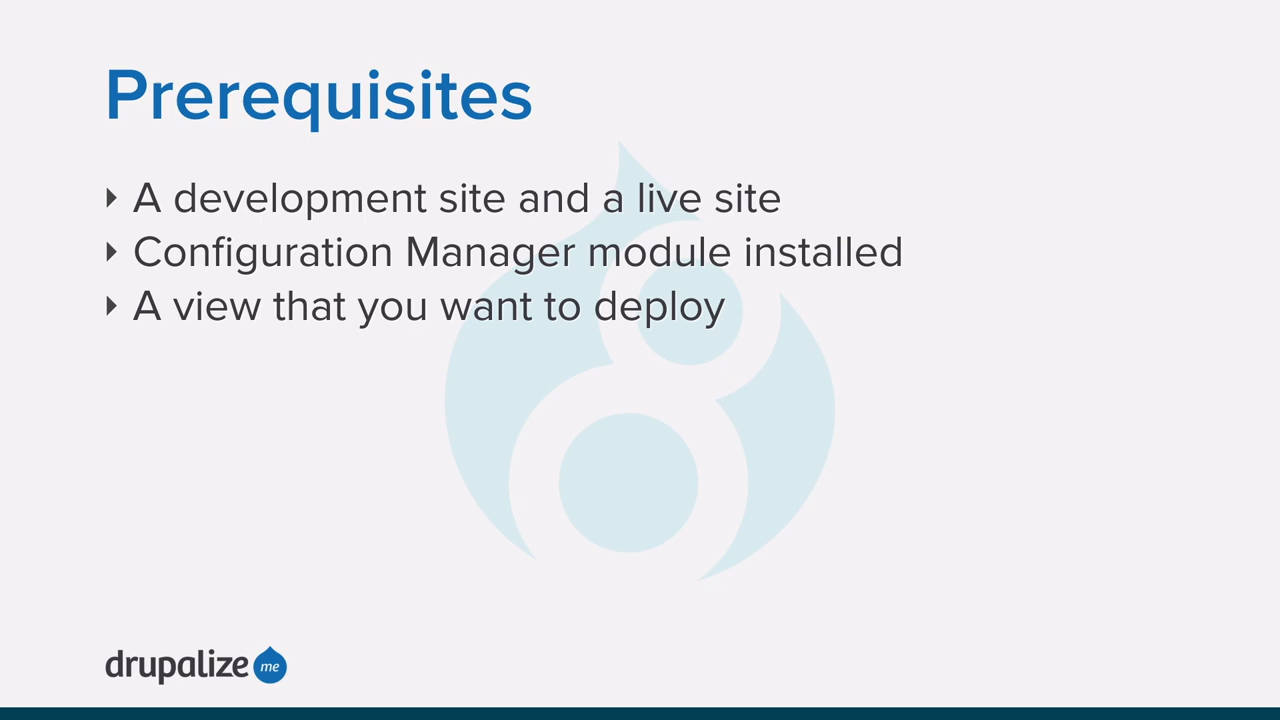 Prerequisites
A development site and a live site
Configuration Manager module installed
A view that you want to deploy
drupalize me